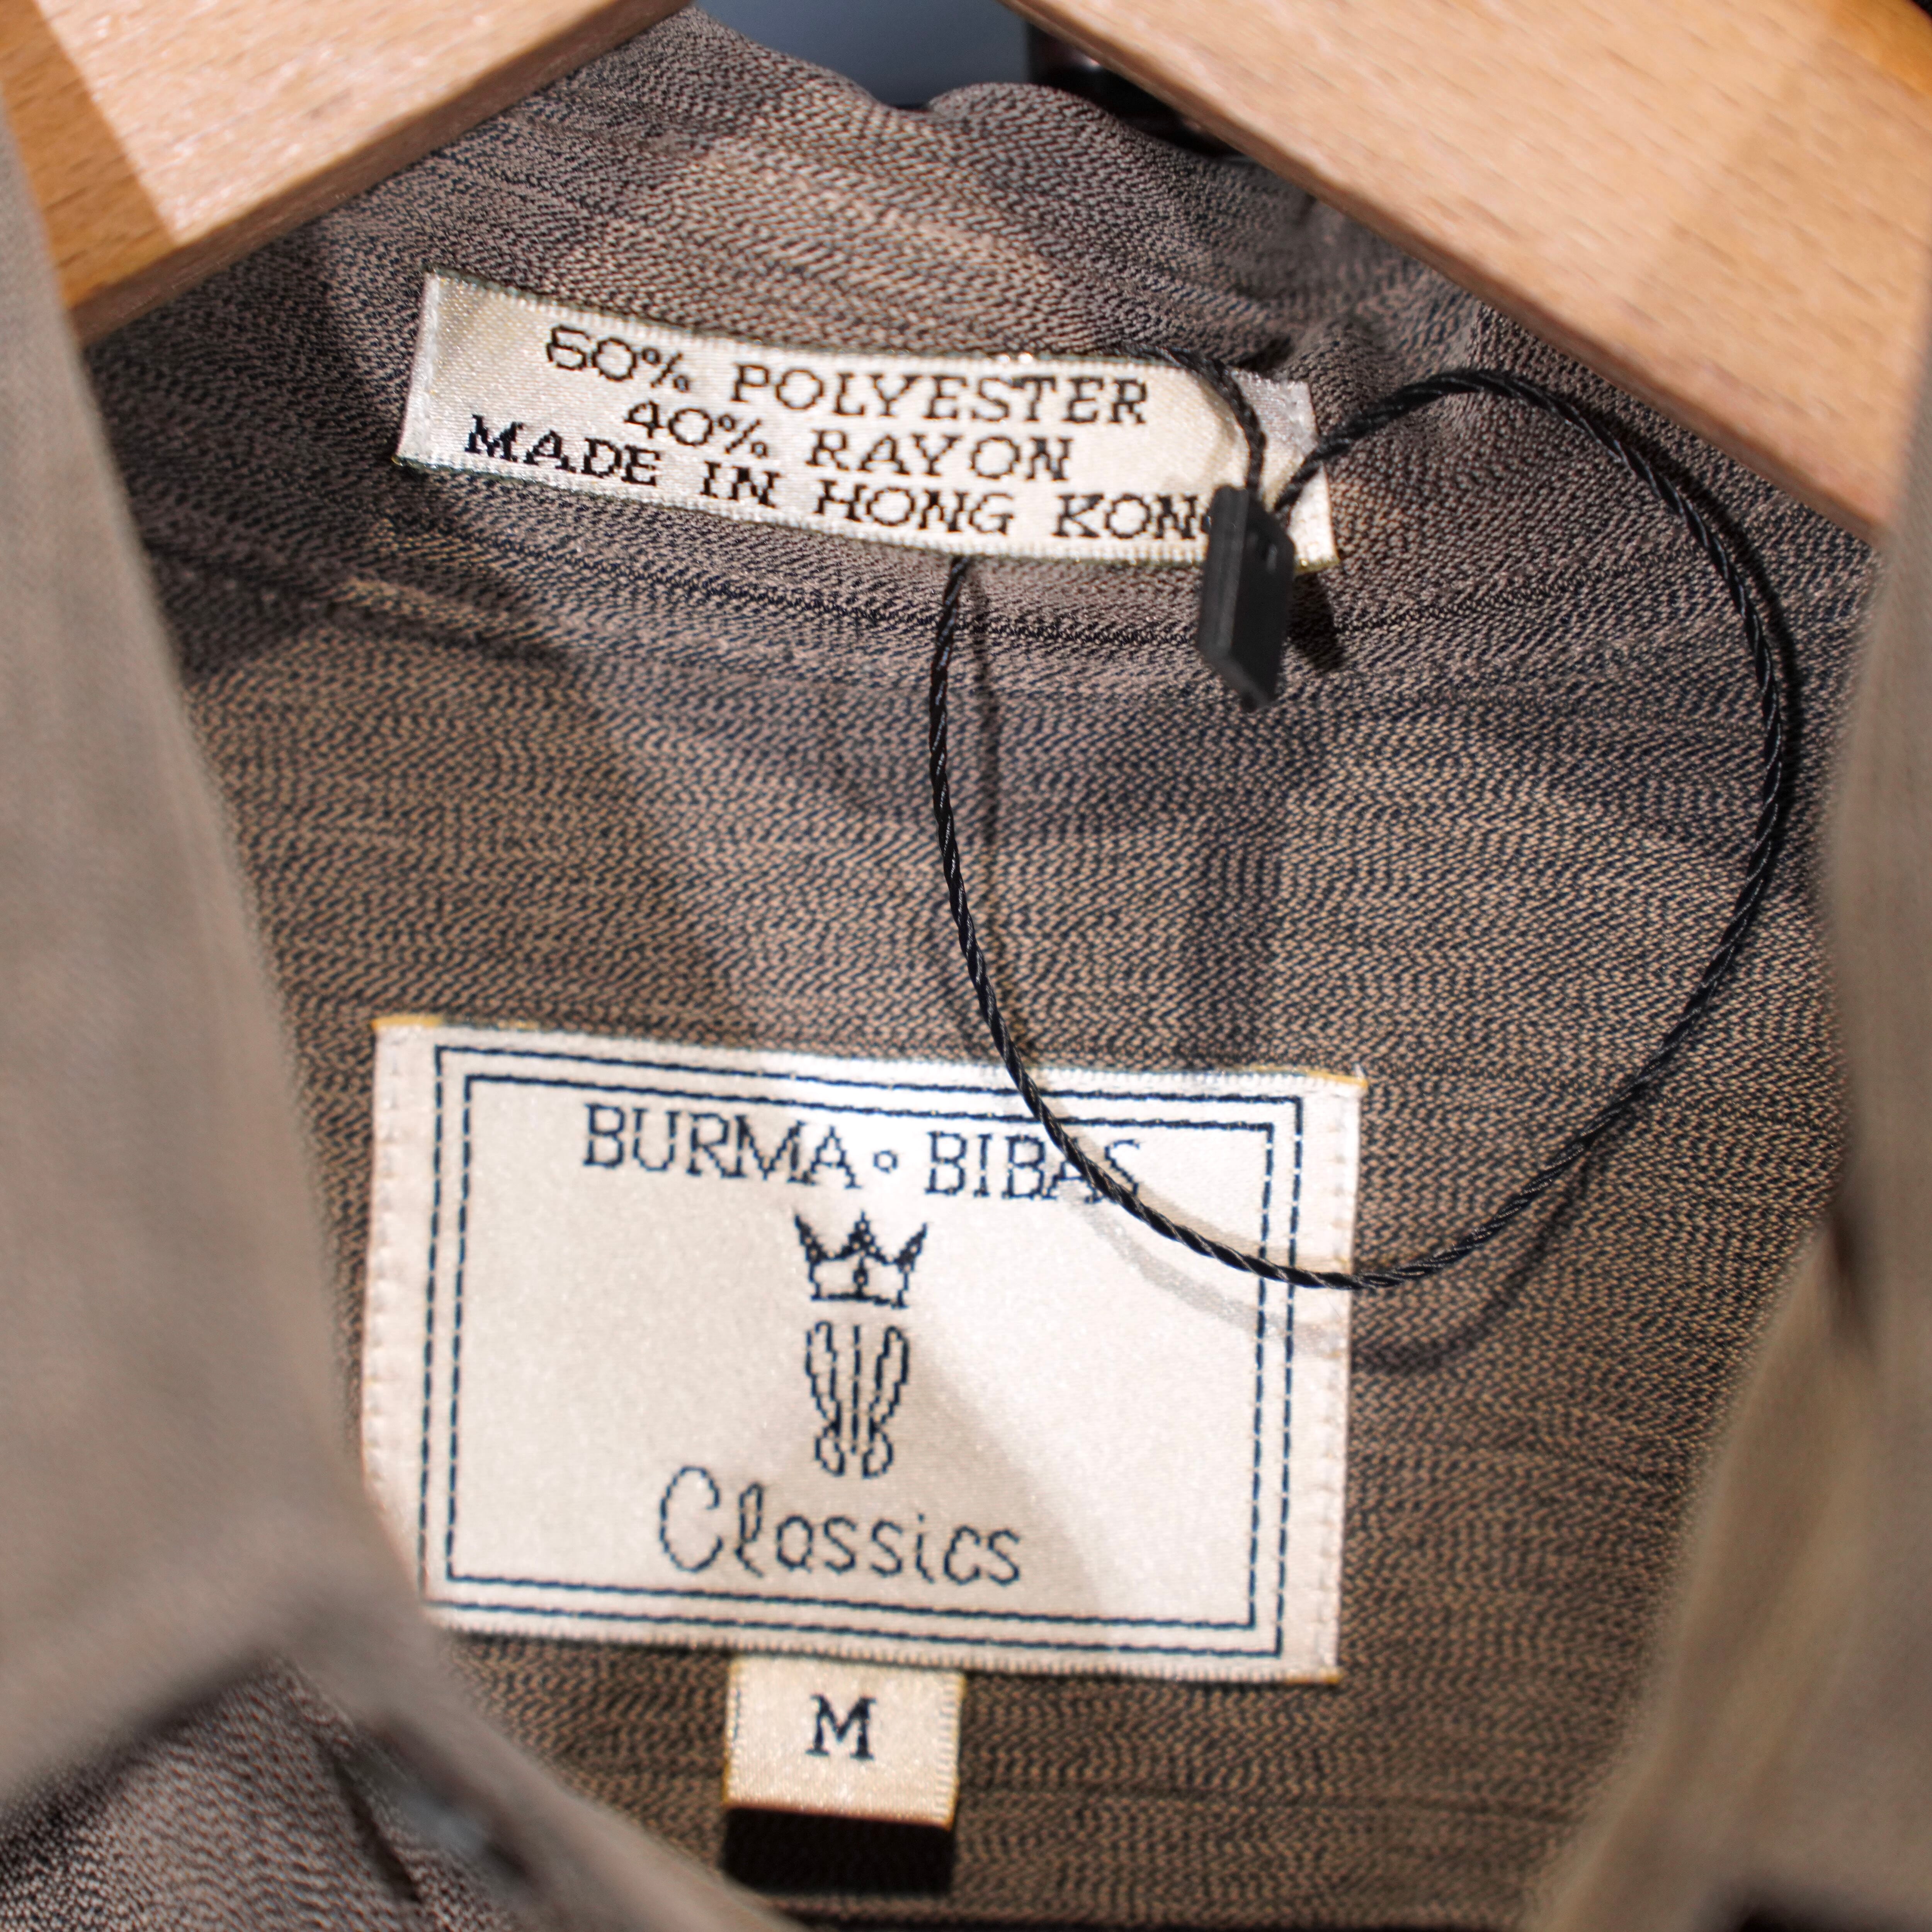 60% POLYESTER
40% RAYON
MADE IN HONG KONG
BURMA ∘ BIBAS
Classics
M